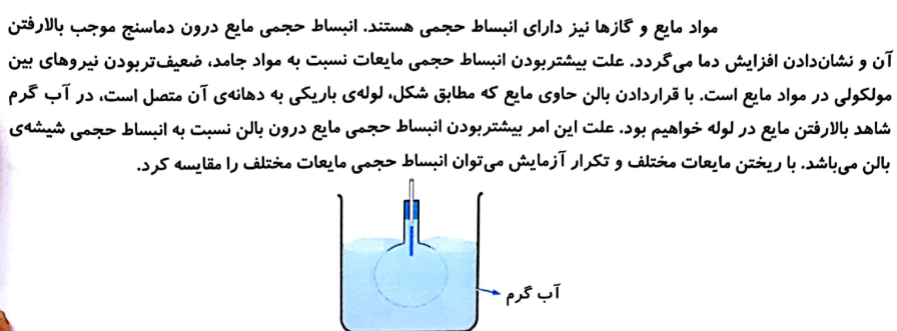 مواد مایع و گازها نیز دارای انبساط حجمی هستند. انبساط حجمی مایع درون دماسنج موجب بالارفتن
آن و نشان‌دادن افزایش دما می‌گردد. علت بیشتربودن انبساط حجمی مایعات نسبت به مواد جامد، ضعیف‌تربودن نیروهای بین
مولکولی در مواد مایع است. با قراردادن بالن حاوی مایع که مطابق شکل، لوله‌ی باریکی به دهانه‌ی آن متصل است، در آب گرم
شاهد بالارفتن مایع در لوله خواهیم بود. علت این امر بیشتربودن انبساط حجمی مایع درون بالن نسبت به انبساط حجمی شیشه‌ی
بالن می‌باشد. با ریختن مایعات مختلف و تکرار آزمایش می‌توان انبساط حجمی مایعات مختلف را مقایسه کرد.
آب گرم